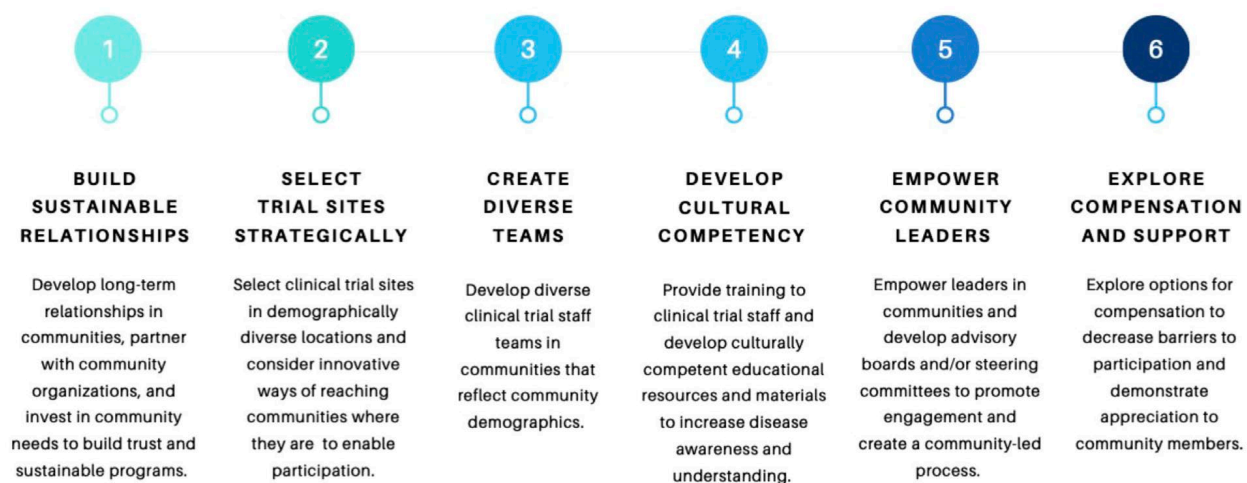 1
2
3
4
5
6
BUILD
SUSTAINABLE
RELATIONSHIPS
Develop long-term
relationships in
communities, partner
with community
organizations, and
invest in community
needs to build trust and
sustainable programs.
SELECT
TRIAL SITES
STRATEGICALLY
Select clinical trial sites
in demographically
diverse locations and
consider innovative
ways of reaching
communities where
they are to enable
participation.
CREATE
DIVERSE
TEAMS
Develop diverse
clinical trial staff
teams in
communities that
reflect community
demographics.
DEVELOP
CULTURAL
COMPETENCY
Provide training to
clinical trial staff and
develop culturally
competent educational
resources and materials
to increase disease
awareness and
understanding.
EMPOWER
COMMUNITY
LEADERS
Empower leaders in
communities and
develop advisory
boards and/or steering
committees to promote
engagement and
create a community-led
process.
EXPLORE
COMPENSATION
AND SUPPORT
Explore options for
compensation to
decrease barriers to
participation and
demonstrate
appreciation to
community members.